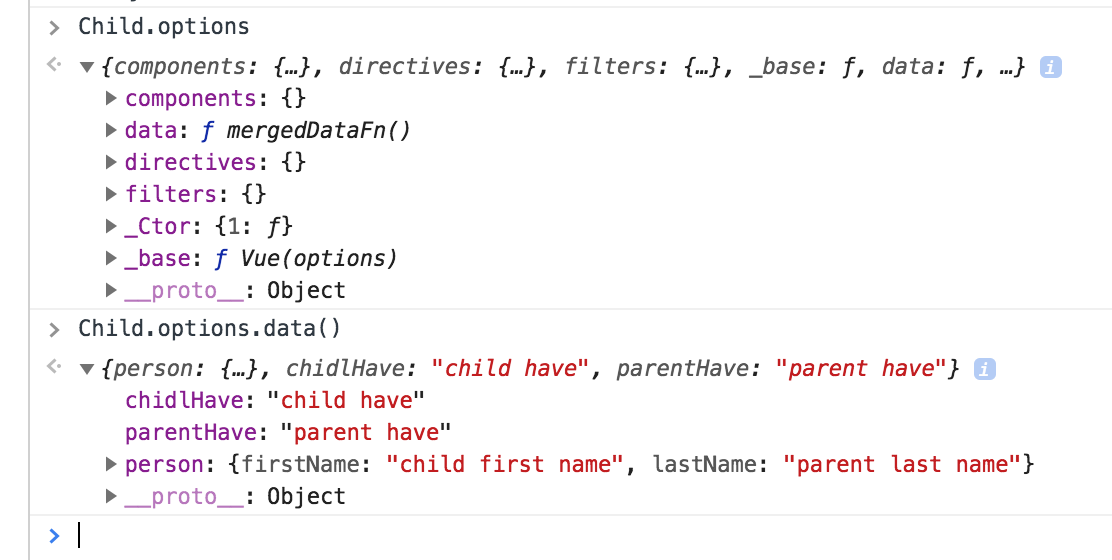 > Child.options
▼{components: {…}, directives: {…}, filters: {…}, _base: ƒ, data: ƒ, …} i
▶components: {}
▶data: ƒ mergedDataFn()
▶directives: {}
▶filters: {}
▶_Ctor: {1: ƒ}
▶_base: ƒ Vue(options)
▶__proto__: Object
> Child.options.data()
▼{person: {…}, chidlHave: "child have", parentHave: "parent have"} i
chidlHave: "child have"
parentHave: "parent have"
▶person: {firstName: "child first name", lastName: "parent last name"}
▶__proto__: Object
>